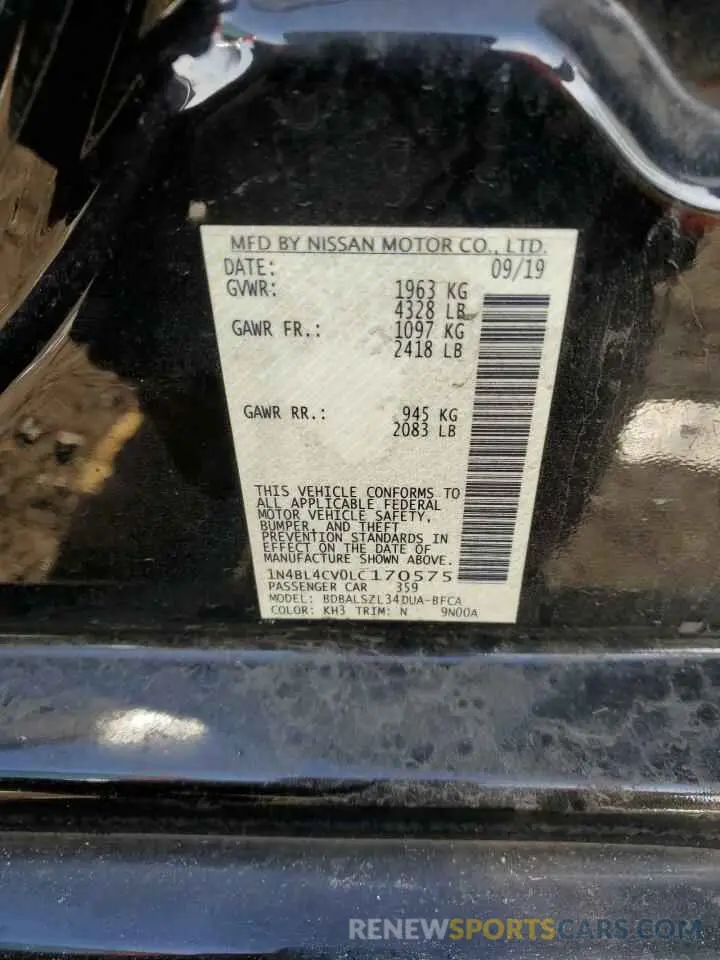 MFD BY NISSAN MOTOR CO., LTD.
DATE: 09/19
GVWR: 1963 KG
4328 LB
GAWR FR.: 1097 KG
2418 LB
GAWR RR.: 945 KG
2083 LB
THIS VEHICLE CONFORMS TO
ALL APPLICABLE FEDERAL
MOTOR VEHICLE SAFETY,
BUMPER, AND THEFT
PREVENTION STANDARDS IN
EFFECT ON THE DATE OF
MANUFACTURE SHOWN ABOVE.
1N4BL4CV0LC170575
PASSENGER CAR 359
MODEL: BDBALSZL34DUA-BFCA
COLOR: KH3 TRIM: N 9N00A
RENEWSPORTSCARS.COM